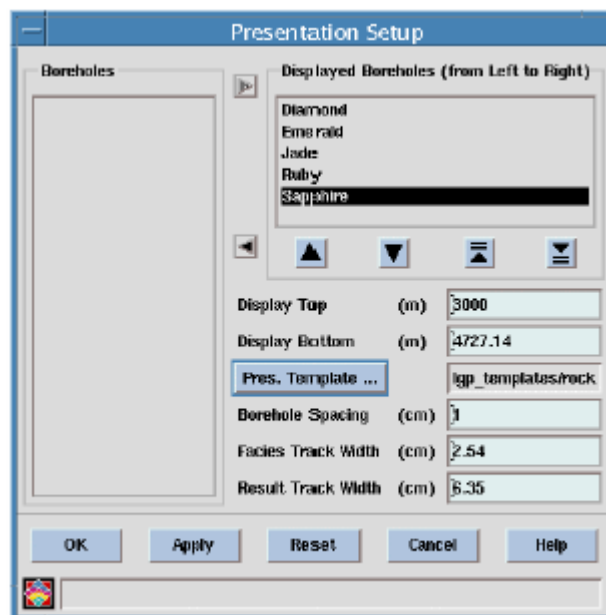 Presentation Setup
Boreholes
Displayed Boreholes (from Left to Right)
Diamond
Emerald
Jade
Ruby
Sapphire
Display Top (m) 3000
Display Bottom (m) 4727.14
Pres. Template ... lgp_templates/rock
Borehole Spacing (cm) 1
Facies Track Width (cm) 2.54
Result Track Width (cm) 6.35
OK Apply Reset Cancel Help